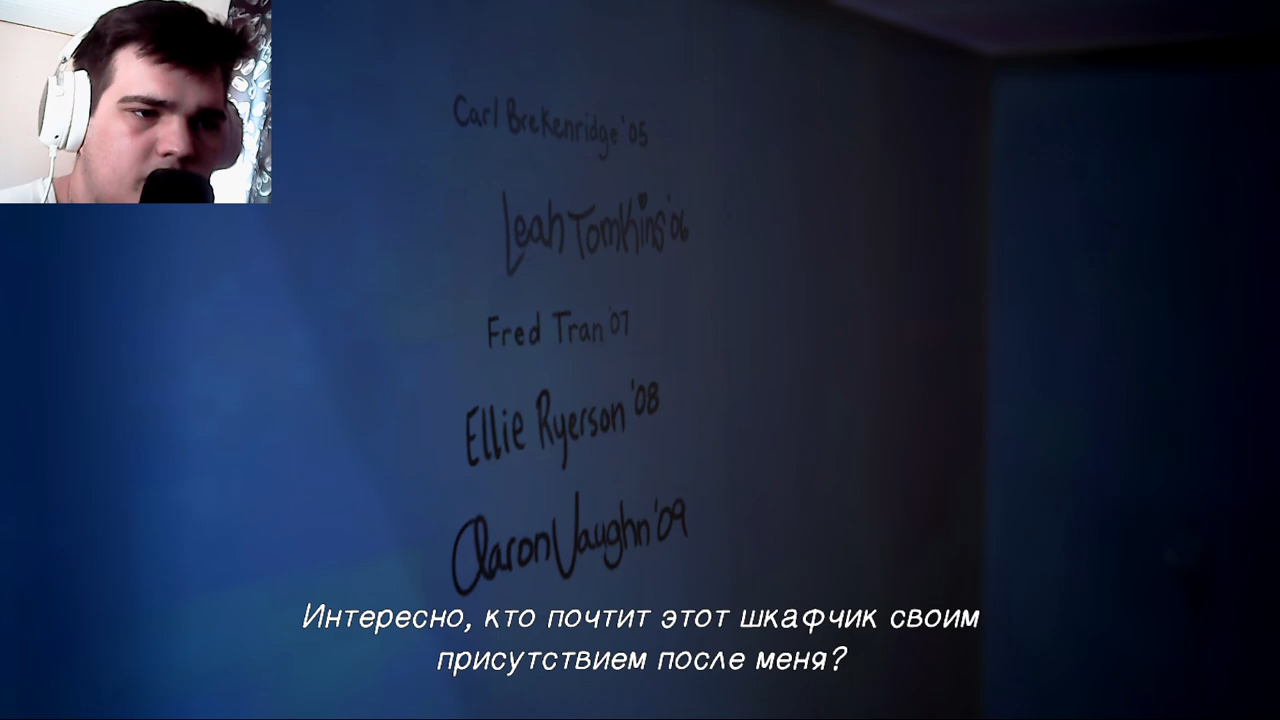 Carl Brekenridge '05
Leah Tomkins '06
Fred Tran '07
Ellie Ryerson '08
Aaron Vaughn '09
Интересно, кто почтит этот шкафчик своим
присутствием после меня?